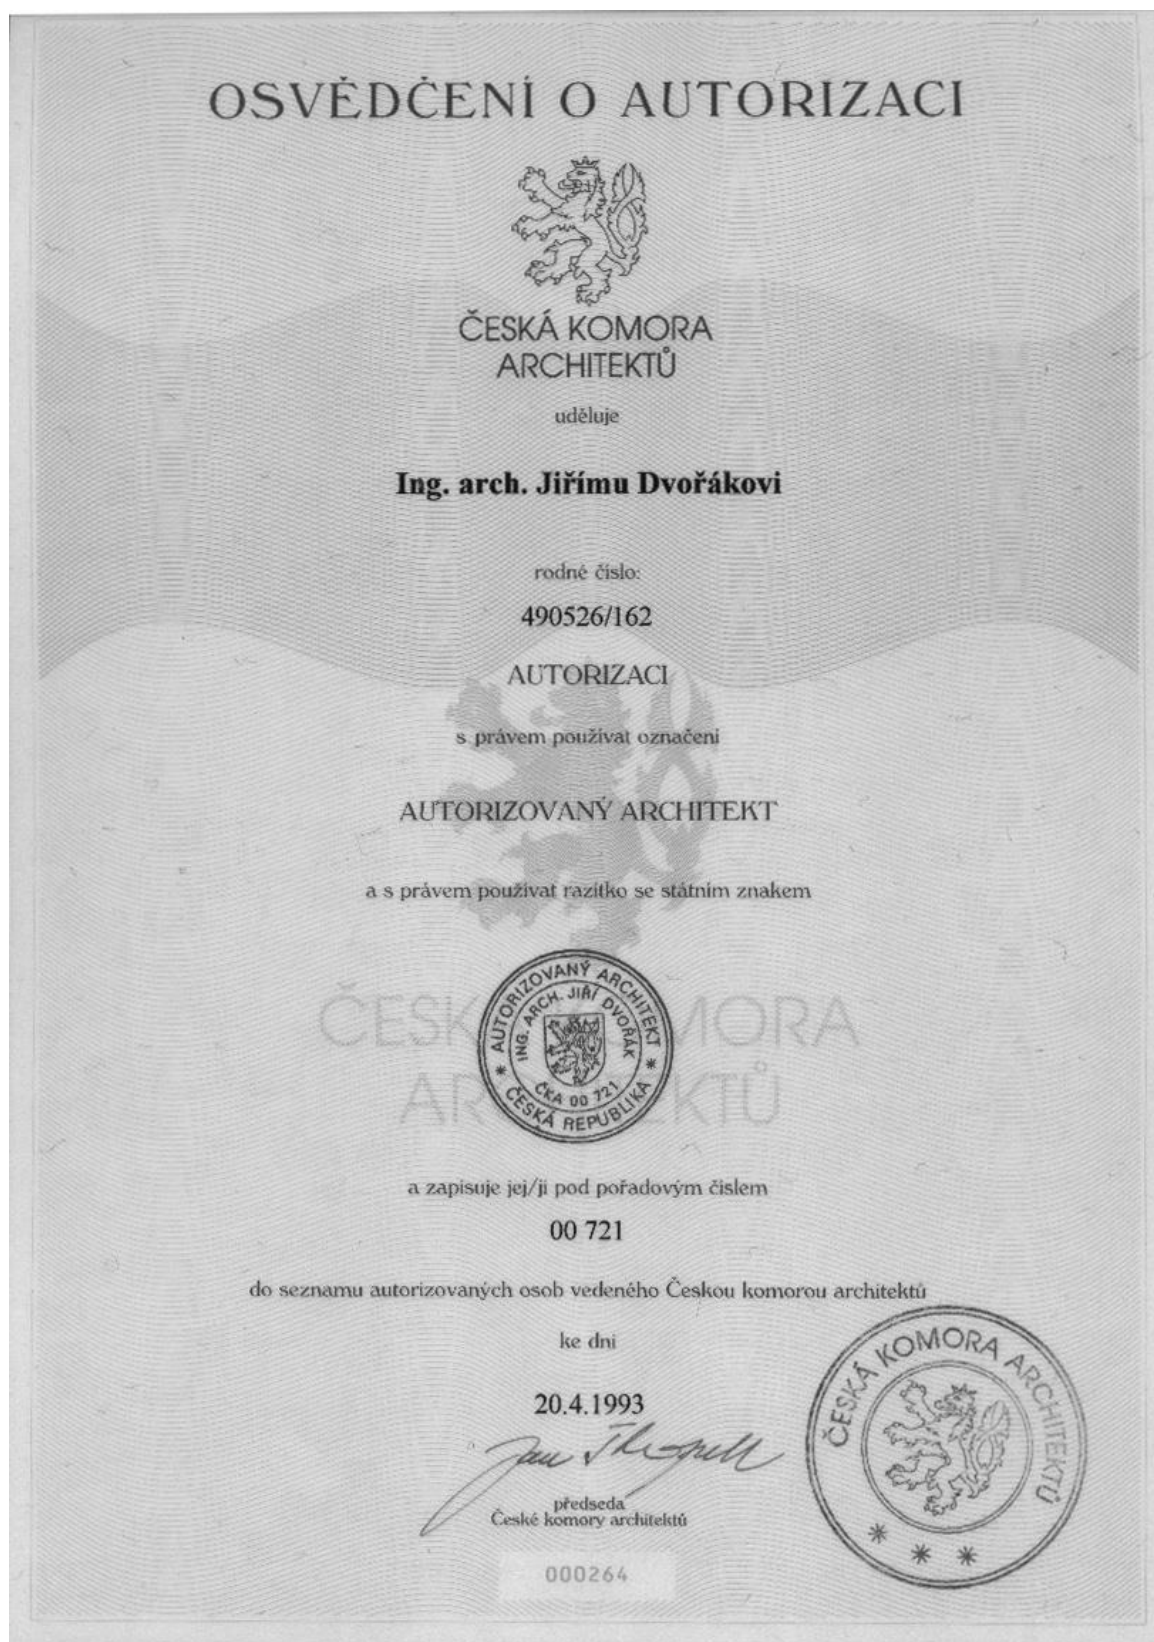 OSVĚDČENÍ O AUTORIZACI
ČESKÁ KOMORA
ARCHITEKTŮ
uděluje
Ing. arch. Jiřímu Dvořákovi
rodné číslo:
490526/162
AUTORIZACI
s právem používat označení
AUTORIZOVANÝ ARCHITEKT
a s právem používat razítko se státním znakem
* AUTORIZOVANÝ ARCHITEKT *
ING. ARCH. JIŘÍ DVOŘÁK
ČKA 00 721
ČESKÁ REPUBLIKA
ČESKÁ KOMORA
ARCHITEKTŮ
a zapisuje jej/ji pod pořadovým číslem
00 721
do seznamu autorizovaných osob vedeného Českou komorou architektů
ke dni
20.4.1993
předseda
České komory architektů
ČESKÁ KOMORA ARCHITEKTŮ
* * *
000264